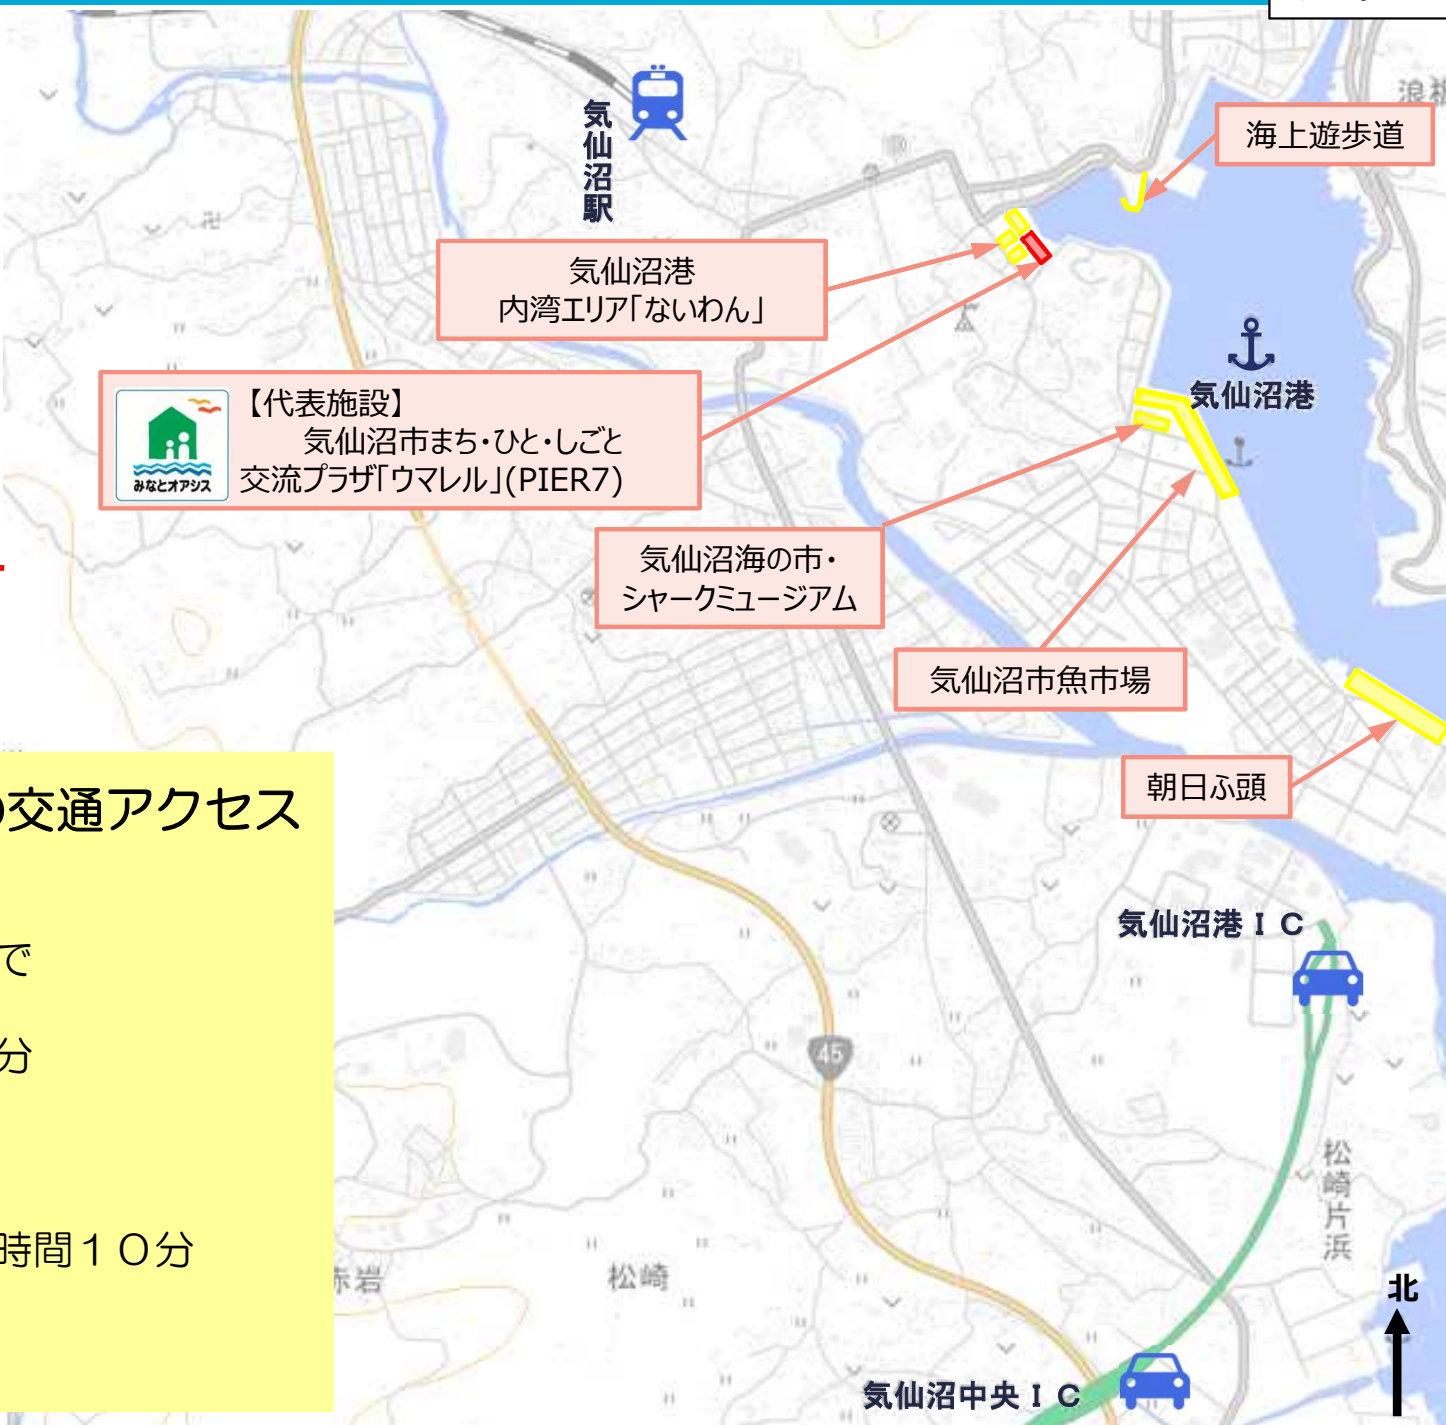 海上遊歩道
気仙沼駅
気仙沼港
内湾エリア「ないわん」
気仙沼港
【代表施設】
気仙沼市まち・ひと・しごと
交流プラザ「ウマレル」(PIER7)
みなとオアシス
気仙沼海の市・
シャークミュージアム
気仙沼市魚市場
朝日ふ頭
交通アクセス
で
分
時間１０分
気仙沼港ＩＣ
45
松崎片浜
赤岩
松崎
北
気仙沼中央ＩＣ